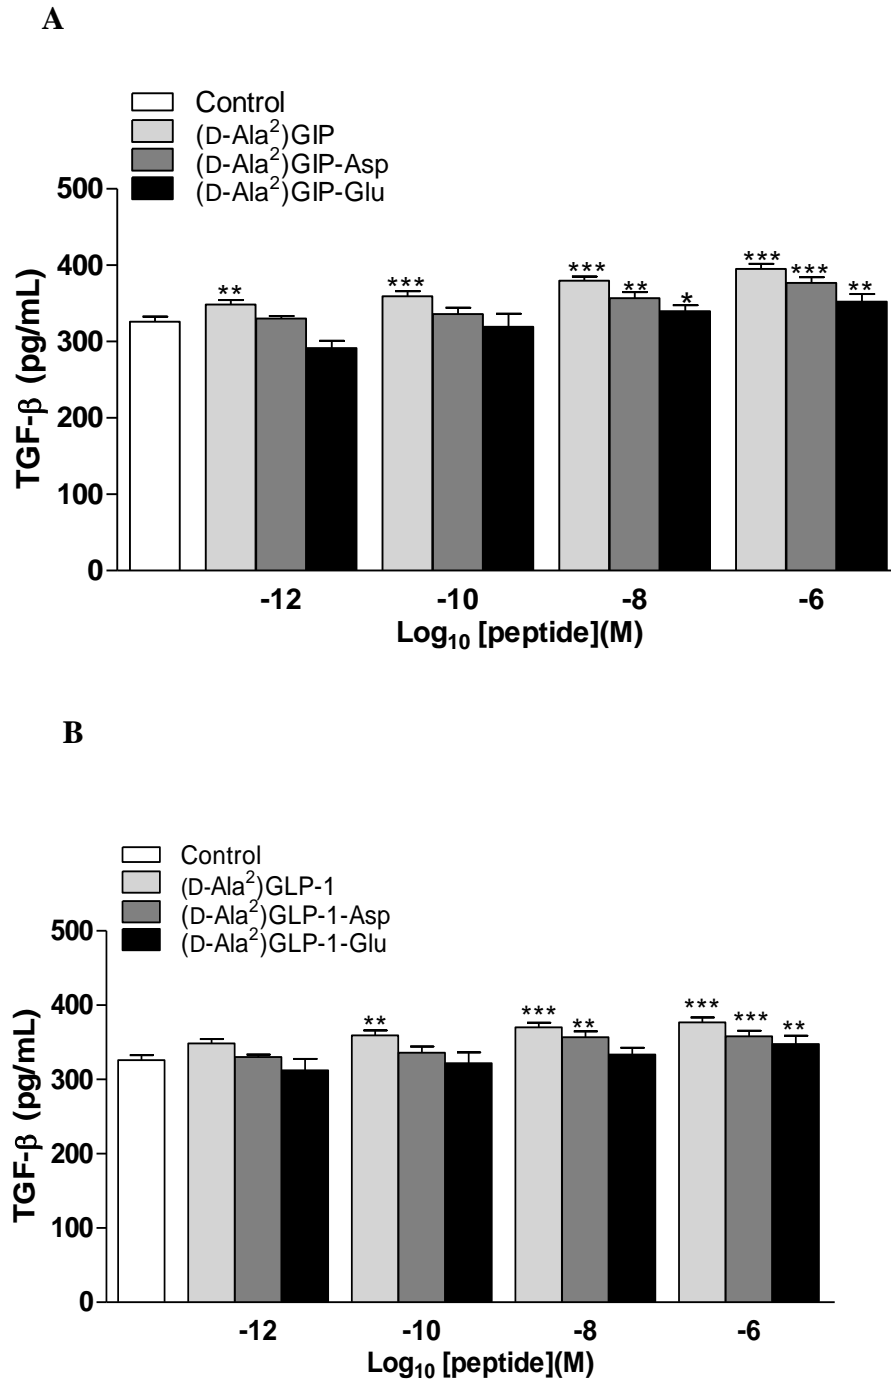 A
Control
(D-Ala²)GIP
(D-Ala²)GIP-Asp
(D-Ala²)GIP-Glu
500
400
300
200
100
0
TGF-β (pg/mL)
** *** *** ** * *** *** **
-12 -10 -8 -6
Log₁₀ [peptide](M)
B
Control
(D-Ala²)GLP-1
(D-Ala²)GLP-1-Asp
(D-Ala²)GLP-1-Glu
500
400
300
200
100
0
TGF-β (pg/mL)
** *** ** *** *** **
-12 -10 -8 -6
Log₁₀ [peptide](M)